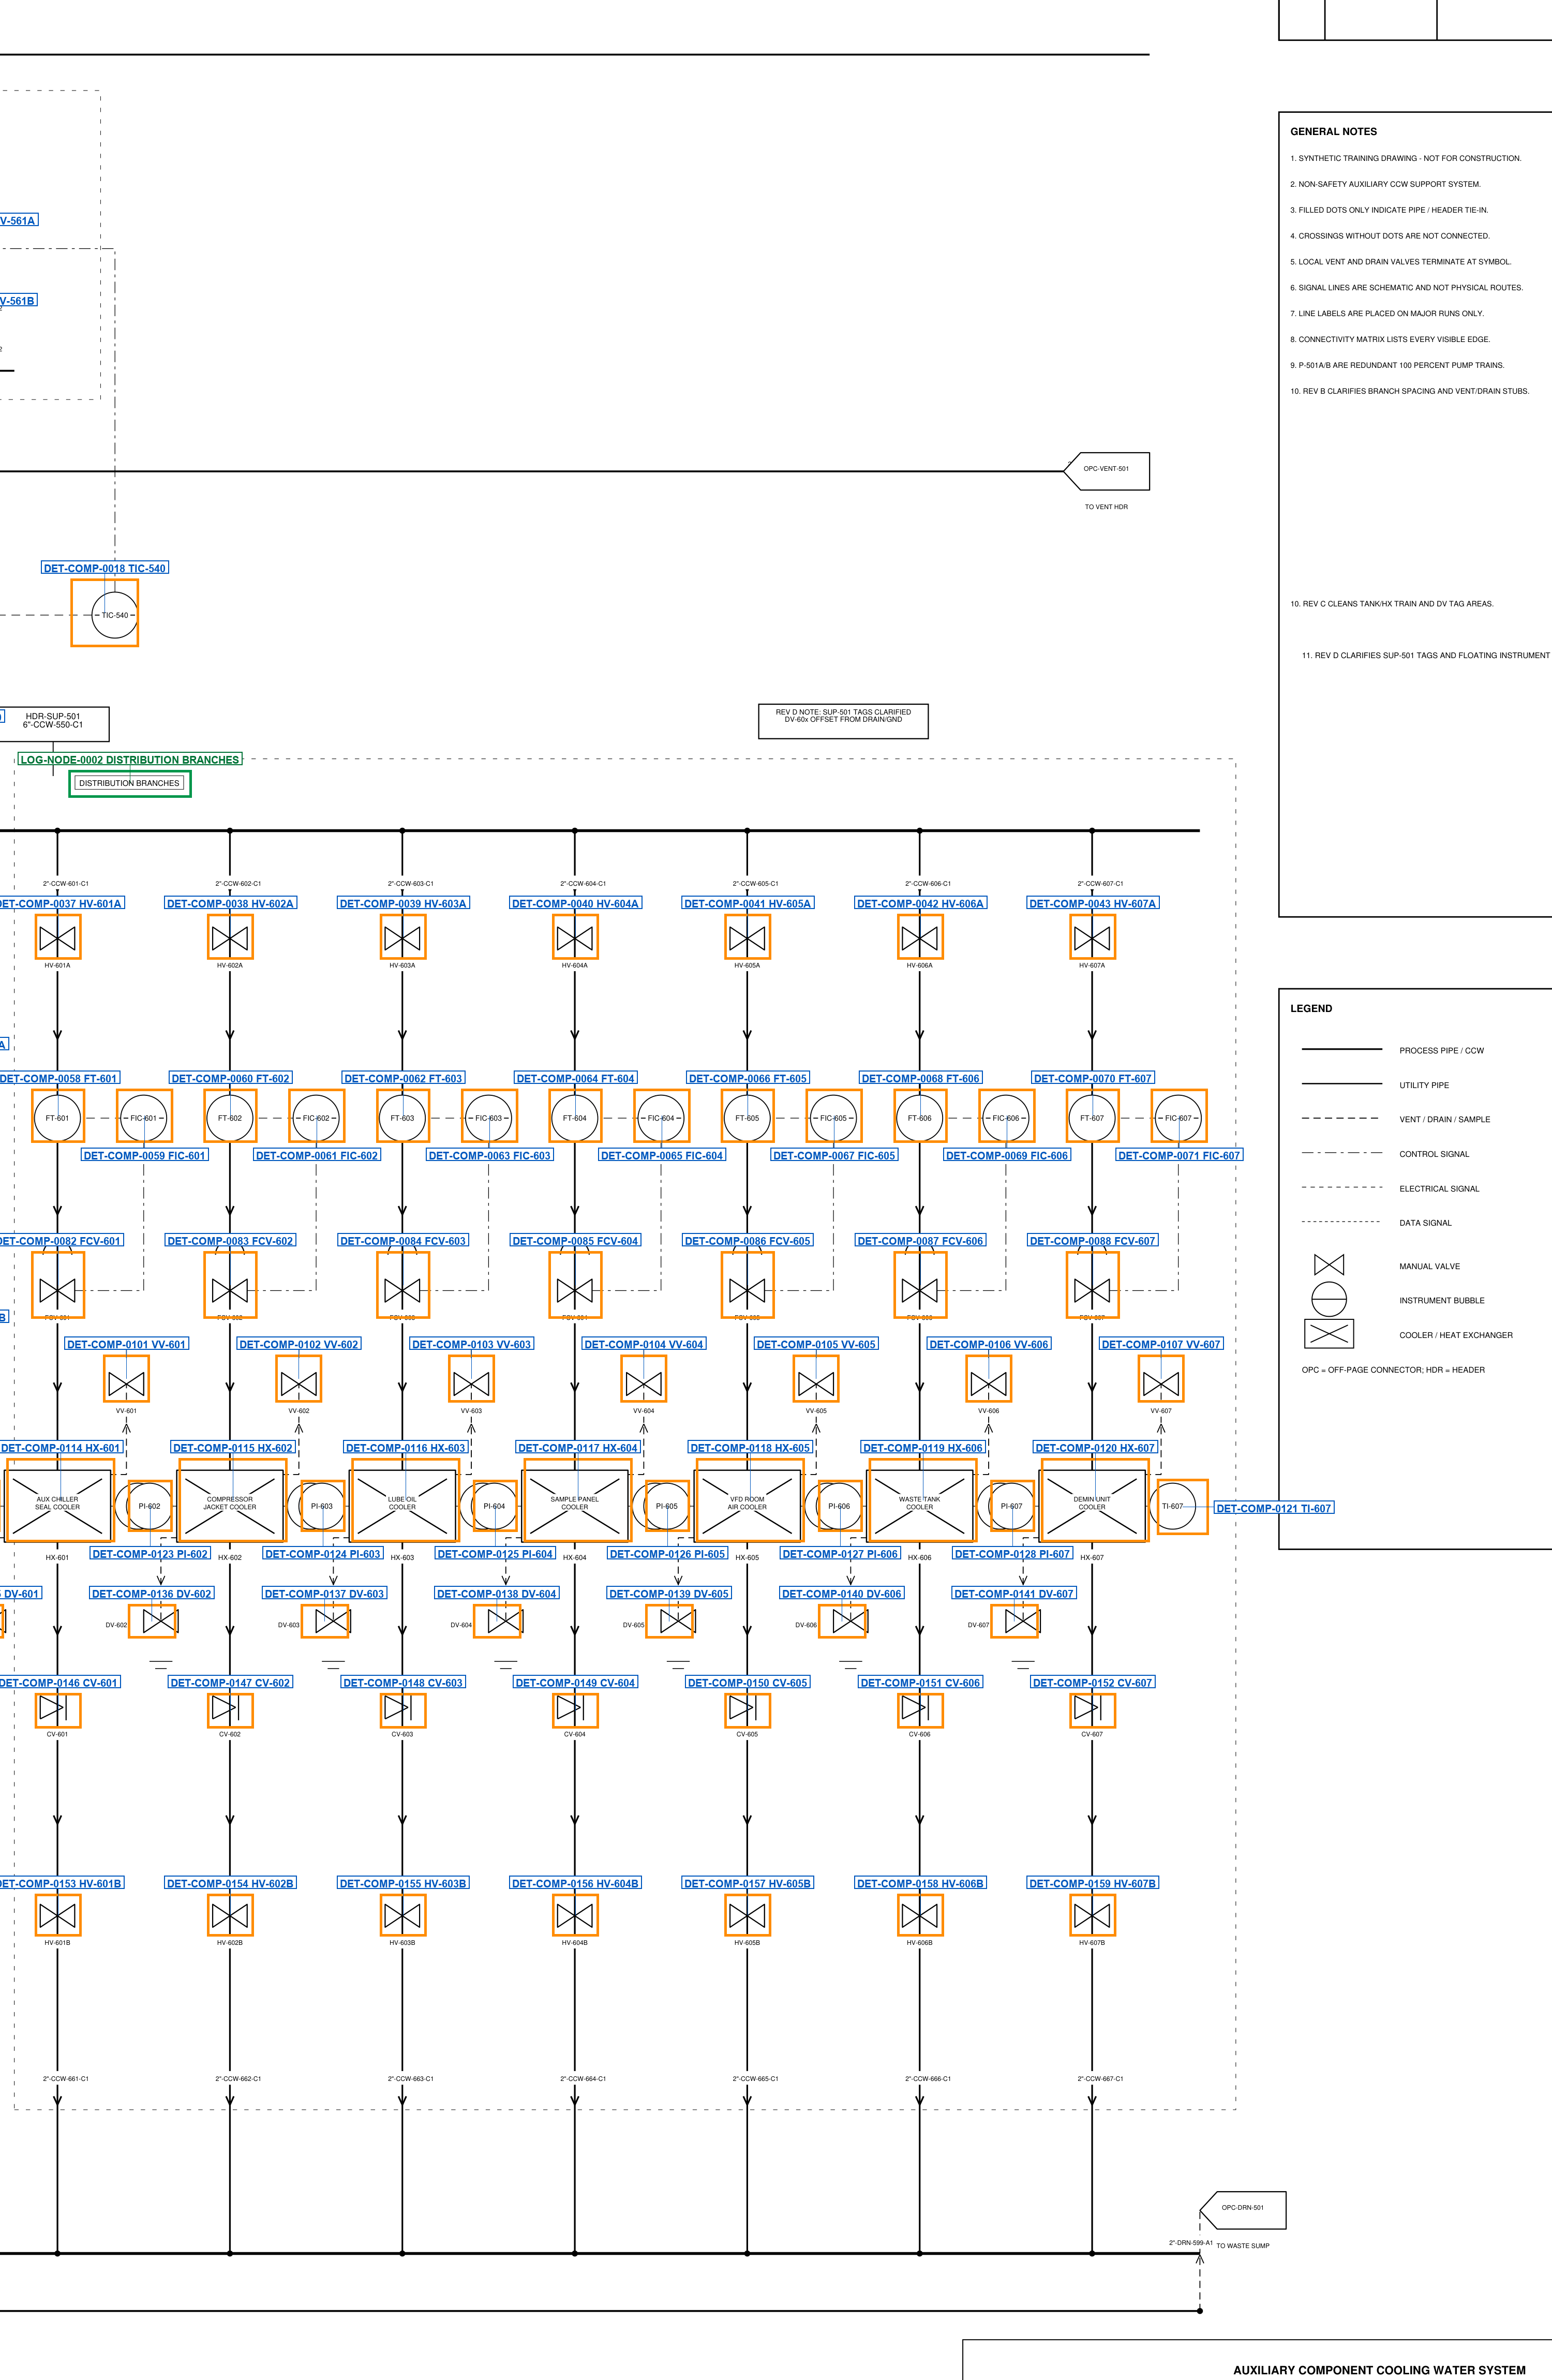 GENERAL NOTES
1. SYNTHETIC TRAINING DRAWING - NOT FOR CONSTRUCTION.
2. NON-SAFETY AUXILIARY CCW SUPPORT SYSTEM.
3. FILLED DOTS ONLY INDICATE PIPE / HEADER TIE-IN.
4. CROSSINGS WITHOUT DOTS ARE NOT CONNECTED.
5. LOCAL VENT AND DRAIN VALVES TERMINATE AT SYMBOL.
6. SIGNAL LINES ARE SCHEMATIC AND NOT PHYSICAL ROUTES.
7. LINE LABELS ARE PLACED ON MAJOR RUNS ONLY.
8. CONNECTIVITY MATRIX LISTS EVERY VISIBLE EDGE.
9. P-501A/B ARE REDUNDANT 100 PERCENT PUMP TRAINS.
10. REV B CLARIFIES BRANCH SPACING AND VENT/DRAIN STUBS.
10. REV C CLEANS TANK/HX TRAIN AND DV TAG AREAS.
11. REV D CLARIFIES SUP-501 TAGS AND FLOATING INSTRUMENT
V-561A
V-561B
2
2
OPC-VENT-501
TO VENT HDR
DET-COMP-0018 TIC-540
TIC-540
HDR-SUP-501
6"-CCW-550-C1
REV D NOTE: SUP-501 TAGS CLARIFIED
DV-60x OFFSET FROM DRAIN/GND
LOG-NODE-0002 DISTRIBUTION BRANCHES
DISTRIBUTION BRANCHES
2"-CCW-601-C1 2"-CCW-602-C1 2"-CCW-603-C1 2"-CCW-604-C1 2"-CCW-605-C1 2"-CCW-606-C1 2"-CCW-607-C1
DET-COMP-0037 HV-601A DET-COMP-0038 HV-602A DET-COMP-0039 HV-603A DET-COMP-0040 HV-604A DET-COMP-0041 HV-605A DET-COMP-0042 HV-606A DET-COMP-0043 HV-607A
HV-601A HV-602A HV-603A HV-604A HV-605A HV-606A HV-607A
A
DET-COMP-0058 FT-601 DET-COMP-0060 FT-602 DET-COMP-0062 FT-603 DET-COMP-0064 FT-604 DET-COMP-0066 FT-605 DET-COMP-0068 FT-606 DET-COMP-0070 FT-607
FT-601 FIC-601 FT-602 FIC-602 FT-603 FIC-603 FT-604 FIC-604 FT-605 FIC-605 FT-606 FIC-606 FT-607 FIC-607
DET-COMP-0059 FIC-601 DET-COMP-0061 FIC-602 DET-COMP-0063 FIC-603 DET-COMP-0065 FIC-604 DET-COMP-0067 FIC-605 DET-COMP-0069 FIC-606 DET-COMP-0071 FIC-607
DET-COMP-0082 FCV-601 DET-COMP-0083 FCV-602 DET-COMP-0084 FCV-603 DET-COMP-0085 FCV-604 DET-COMP-0086 FCV-605 DET-COMP-0087 FCV-606 DET-COMP-0088 FCV-607
B
DET-COMP-0101 VV-601 DET-COMP-0102 VV-602 DET-COMP-0103 VV-603 DET-COMP-0104 VV-604 DET-COMP-0105 VV-605 DET-COMP-0106 VV-606 DET-COMP-0107 VV-607
VV-601 VV-602 VV-603 VV-604 VV-605 VV-606 VV-607
DET-COMP-0114 HX-601 DET-COMP-0115 HX-602 DET-COMP-0116 HX-603 DET-COMP-0117 HX-604 DET-COMP-0118 HX-605 DET-COMP-0119 HX-606 DET-COMP-0120 HX-607
AUX CHILLER
SEAL COOLER
PI-602
COMPRESSOR
JACKET COOLER
PI-603
LUBE OIL
COOLER
PI-604
SAMPLE PANEL
COOLER
PI-605
VFD ROOM
AIR COOLER
PI-606
WASTE TANK
COOLER
PI-607
DEMIN UNIT
COOLER
TI-607
DET-COMP-0121 TI-607
DET-COMP-0123 PI-602 DET-COMP-0124 PI-603 DET-COMP-0125 PI-604 DET-COMP-0126 PI-605 DET-COMP-0127 PI-606 DET-COMP-0128 PI-607
HX-601 HX-602 HX-603 HX-604 HX-605 HX-606 HX-607
DV-601 DET-COMP-0136 DV-602 DET-COMP-0137 DV-603 DET-COMP-0138 DV-604 DET-COMP-0139 DV-605 DET-COMP-0140 DV-606 DET-COMP-0141 DV-607
DV-602 DV-603 DV-604 DV-605 DV-606 DV-607
DET-COMP-0146 CV-601 DET-COMP-0147 CV-602 DET-COMP-0148 CV-603 DET-COMP-0149 CV-604 DET-COMP-0150 CV-605 DET-COMP-0151 CV-606 DET-COMP-0152 CV-607
CV-601 CV-602 CV-603 CV-604 CV-605 CV-606 CV-607
DET-COMP-0153 HV-601B DET-COMP-0154 HV-602B DET-COMP-0155 HV-603B DET-COMP-0156 HV-604B DET-COMP-0157 HV-605B DET-COMP-0158 HV-606B DET-COMP-0159 HV-607B
HV-601B HV-602B HV-603B HV-604B HV-605B HV-606B HV-607B
2"-CCW-661-C1 2"-CCW-662-C1 2"-CCW-663-C1 2"-CCW-664-C1 2"-CCW-665-C1 2"-CCW-666-C1 2"-CCW-667-C1
OPC-DRN-501
2"-DRN-599-A1 TO WASTE SUMP
LEGEND
PROCESS PIPE / CCW
UTILITY PIPE
VENT / DRAIN / SAMPLE
CONTROL SIGNAL
ELECTRICAL SIGNAL
DATA SIGNAL
MANUAL VALVE
INSTRUMENT BUBBLE
COOLER / HEAT EXCHANGER
OPC = OFF-PAGE CONNECTOR; HDR = HEADER
AUXILIARY COMPONENT COOLING WATER SYSTEM